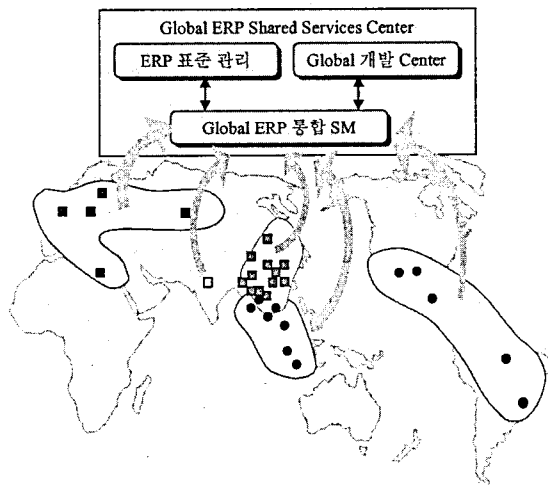 Global ERP Shared Services Center
ERP 표준 관리
Global 개발 Center
Global ERP 통합 SM